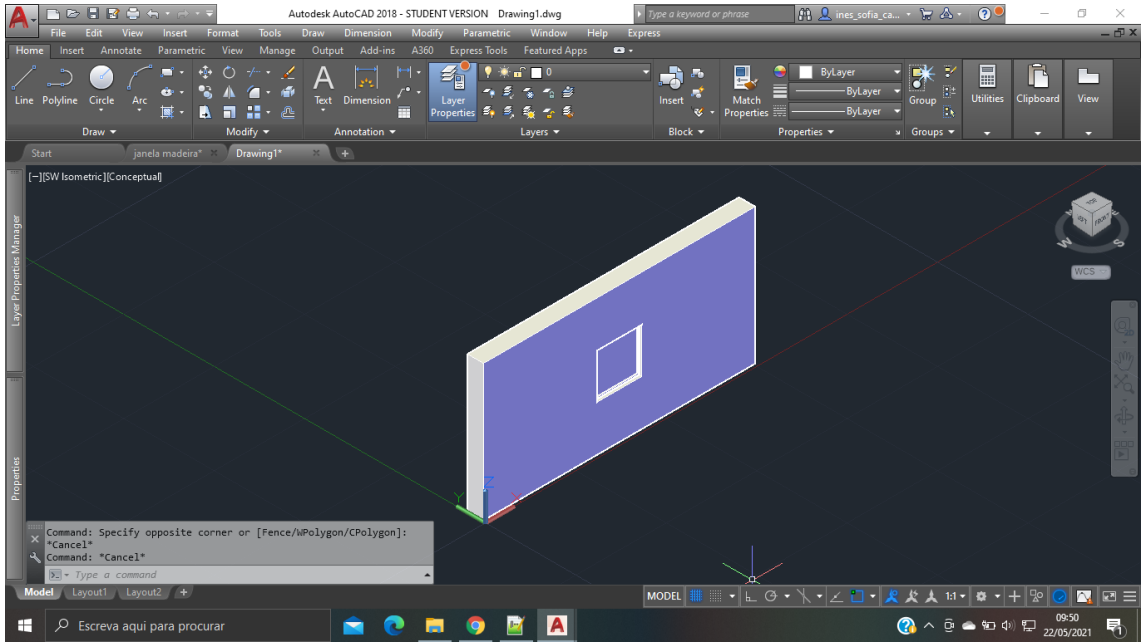 Autodesk AutoCAD 2018 - STUDENT VERSION Drawing1.dwg
Type a keyword or phrase
ines_sofia_ca...
File Edit View Insert Format Tools Draw Dimension Modify Parametric Window Help Express
Home Insert Annotate Parametric View Manage Output Add-ins A360 Express Tools Featured Apps
Line Polyline Circle Arc
Text Dimension
Layer Properties
0
Insert
Match Properties
ByLayer
ByLayer
ByLayer
Group
Utilities
Clipboard
View
Draw Modify Annotation Layers Block Properties Groups
Start janela madeira* Drawing1*
[–][SW Isometric][Conceptual]
TOP
LEFT
FRONT
W
S
WCS
Layer Properties Manager
Properties
Z
Y
X
Command: Specify opposite corner or [Fence/WPolygon/CPolygon]:
*Cancel*
Command: *Cancel*
Type a command
Model Layout1 Layout2
MODEL
1:1
Escreva aqui para procurar
09:50
22/05/2021